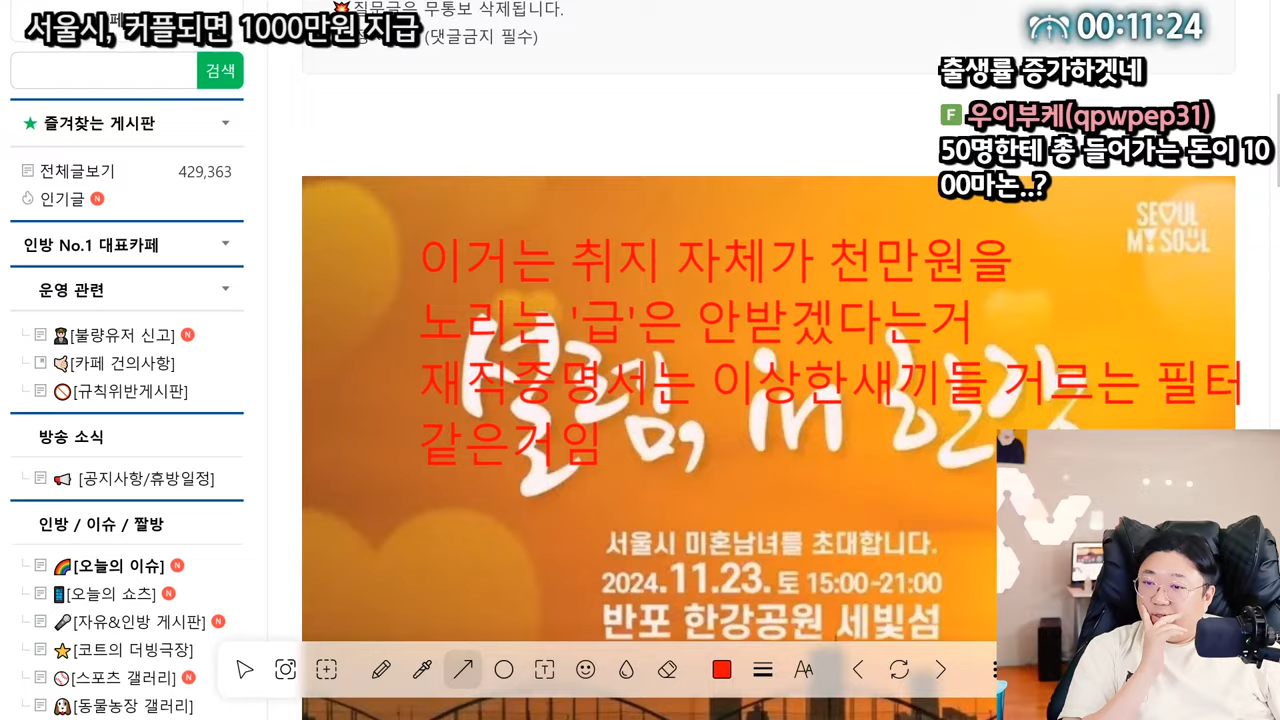 서울시, 커플되면 1000만원 지급
질문글은 무통보 삭제됩니다.
(댓글금지 필수)
00:11:24
출생률 증가하겟네
F 우이부케(qpwpep31)
50명한테 총 들어가는 돈이 10
00마논..?
검색
★ 즐겨찾는 게시판
전체글보기 429,363
인기글 N
인방 No.1 대표카페
운영 관련
[불량유저 신고] N
[카페 건의사항]
[규칙위반게시판]
방송 소식
[공지사항/휴방일정]
인방 / 이슈 / 짤방
[오늘의 이슈] N
[오늘의 쇼츠] N
[자유&인방 게시판] N
[코트의 더빙극장]
[스포츠 갤러리] N
[동물농장 갤러리]
SEOUL
MY SOUL
이거는 취지 자체가 천만원을
노리는 '급'은 안받겠다는거
재직증명서는 이상한새끼들 거르는 필터
같은거임
설렘, in 한강
서울시 미혼남녀를 초대합니다.
2024.11.23.토 15:00-21:00
반포 한강공원 세빛섬
T
AA